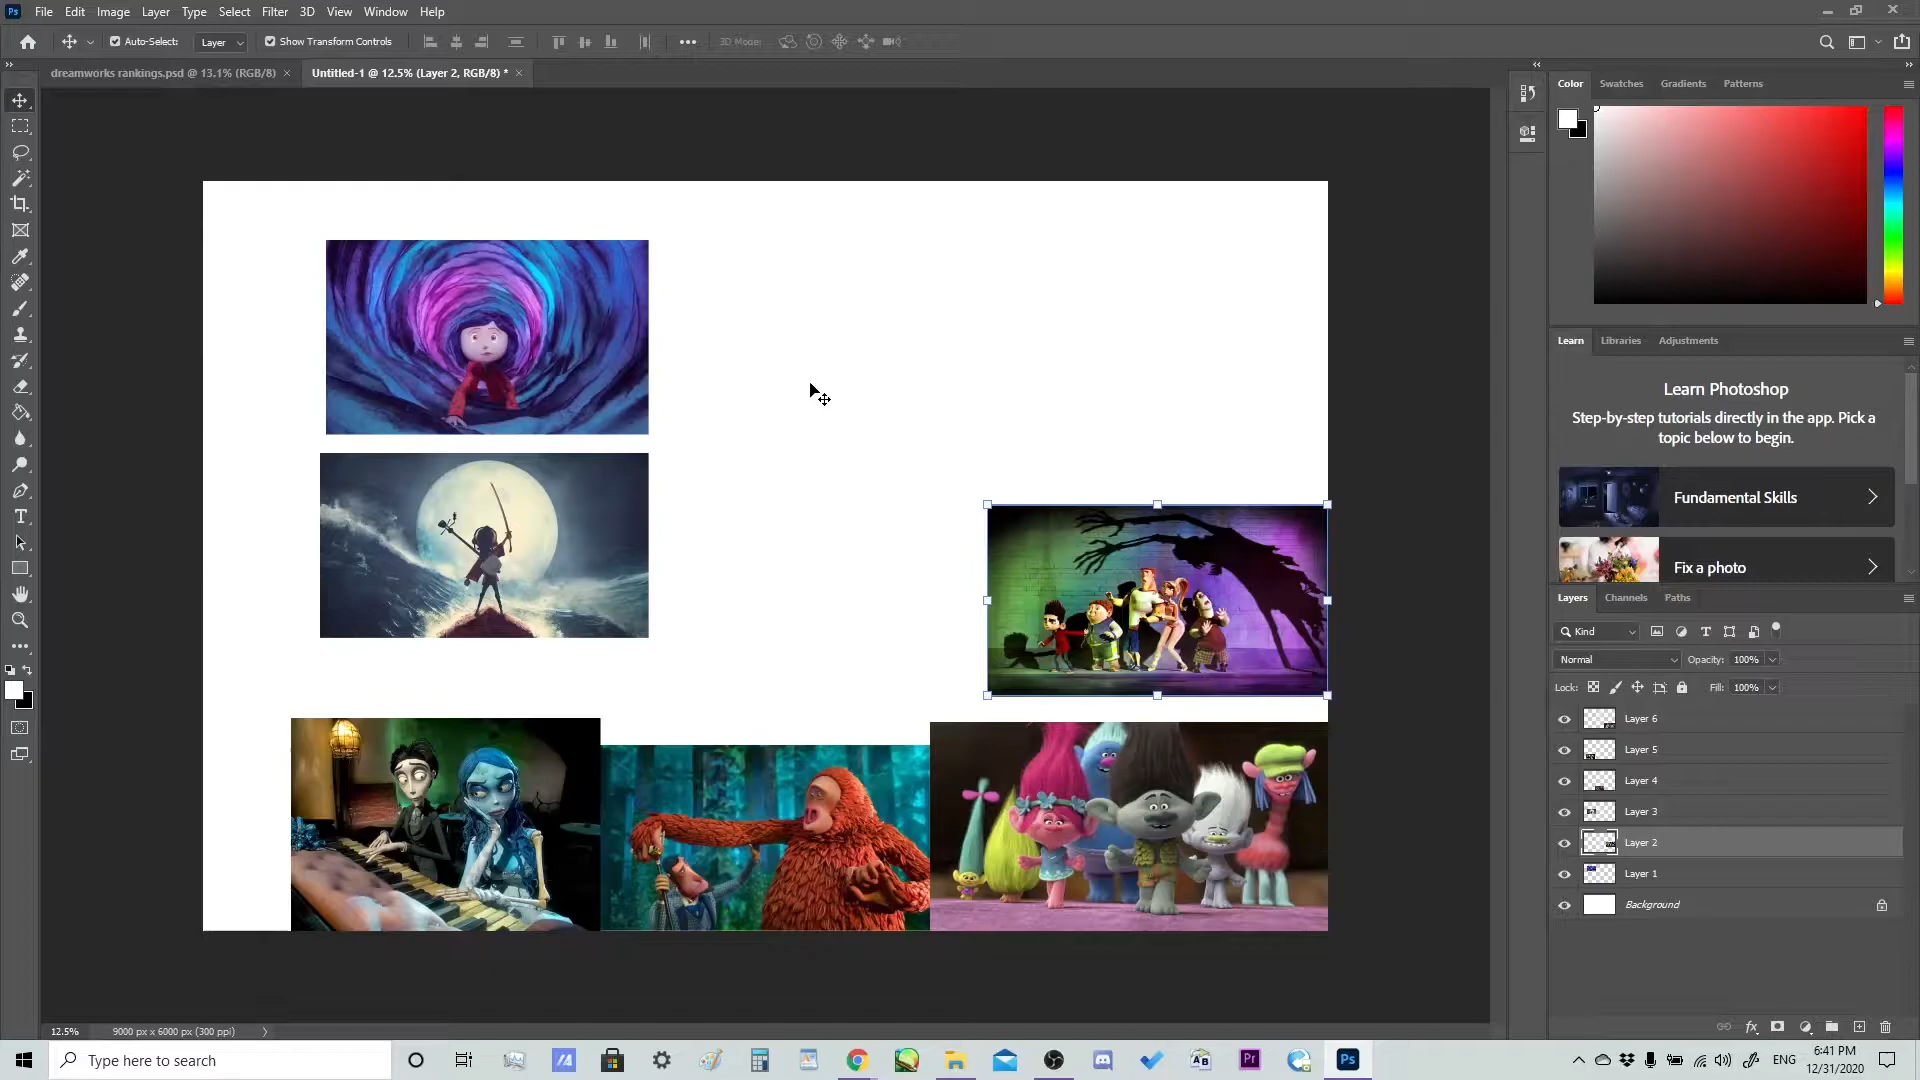 Ps File Edit Image Layer Type Select Filter 3D View Window Help
Auto-Select: Layer Show Transform Controls 3D Mode:
dreamworks rankings.psd @ 13.1% (RGB/8) × Untitled-1 @ 12.5% (Layer 2, RGB/8) * ×
Color Swatches Gradients Patterns
Learn Libraries Adjustments
Learn Photoshop
Step-by-step tutorials directly in the app. Pick a
topic below to begin.
Fundamental Skills
Fix a photo
Layers Channels Paths
Kind
Normal Opacity: 100%
Lock: Fill: 100%
Layer 6
Layer 5
Layer 4
Layer 3
Layer 2
Layer 1
Background
12.5% 9000 px x 6000 px (300 ppi)
Type here to search
Pr
Ps
ENG
6:41 PM
12/31/2020